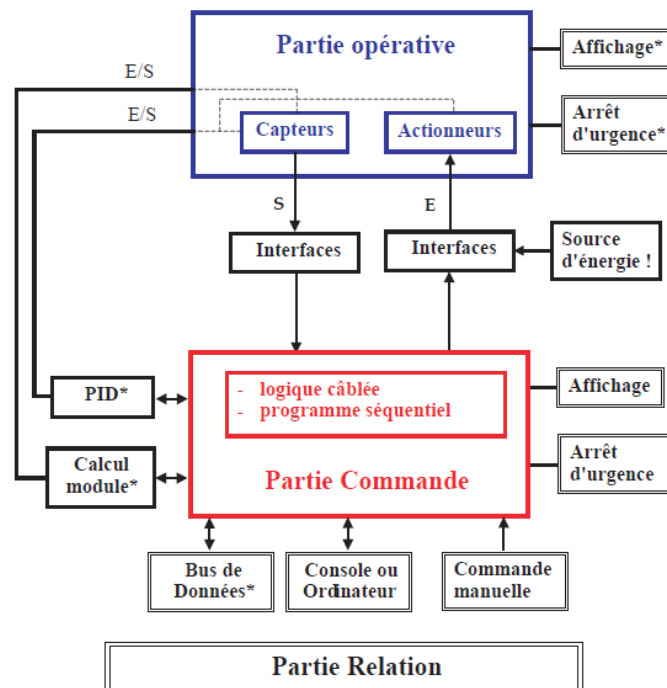 Partie opérative
Affichage*
E/S
E/S
Arrêt
d'urgence*
Capteurs
Actionneurs
S
E
Interfaces
Interfaces
Source
d'énergie !
- logique câblée
- programme séquentiel
PID*
Affichage
Calcul
module*
Partie Commande
Arrêt
d'urgence
Bus de
Données*
Console ou
Ordinateur
Commande
manuelle
Partie Relation